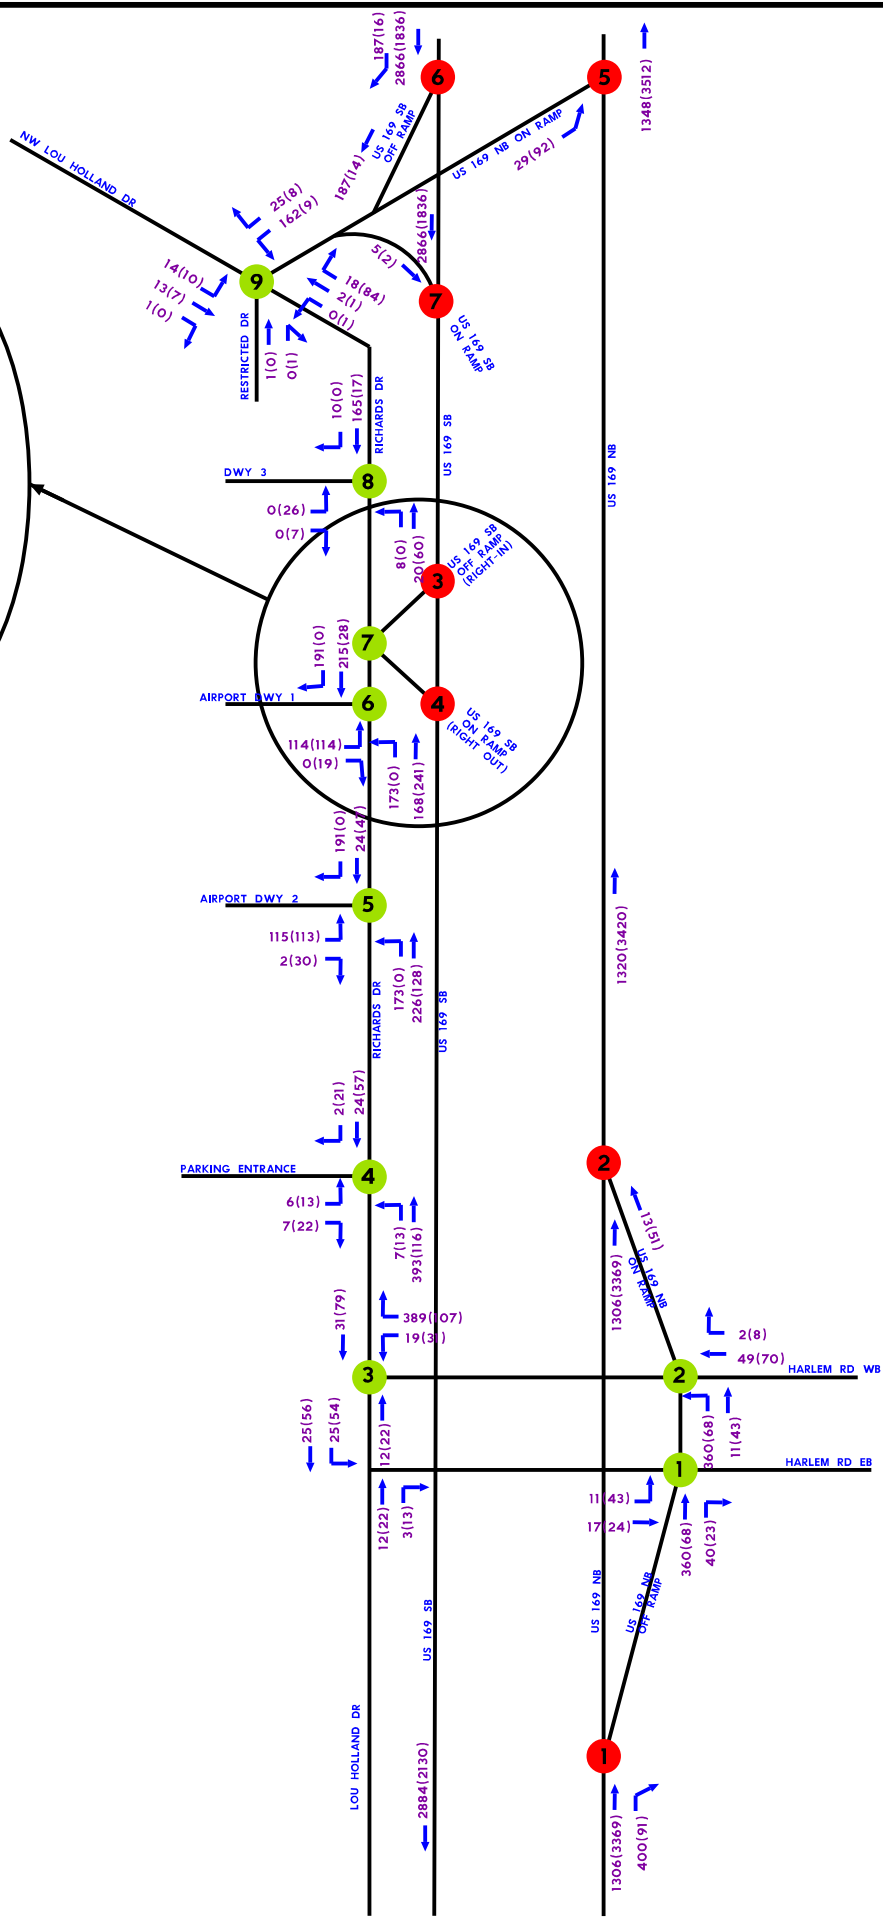 187(16)
2866(1836)
6
5
1348(3512)
US 169 SB
OFF RAMP
US 169 NB ON RAMP
29(92)
187(14)
NW LOU HOLLAND DR
25(8)
162(9)
2866(1836)
5(2)
14(10)
13(7)
1(0)
9
18(84)
2(1)
0(1)
7
US 169 SB
ON RAMP
RESTRICTED DR
1(0)
0(1)
10(0)
165(17)
RICHARDS DR
US 169 SB
US 169 NB
DWY 3
8
0(26)
0(7)
8(0)
20(60)
US 169 SB
OFF RAMP
(RIGHT-IN)
3
7
191(0)
215(28)
AIRPORT DWY 1
6
4
US 169 SB
ON RAMP
(RIGHT OUT)
114(114)
0(19)
173(0)
168(241)
191(0)
24(47)
AIRPORT DWY 2
5
115(113)
2(30)
173(0)
226(128)
1320(3420)
RICHARDS DR
US 169 SB
2(21)
24(57)
PARKING ENTRANCE
4
2
6(13)
7(22)
7(13)
393(116)
13(51)
1306(3369)
US 169 NB
ON RAMP
31(79)
389(107)
19(31)
2(8)
49(70)
3
2
HARLEM RD WB
25(56)
25(54)
12(22)
360(68)
11(43)
1
HARLEM RD EB
12(22)
3(13)
11(43)
17(24)
360(68)
40(23)
US 169 SB
US 169 NB
US 169 NB
OFF RAMP
LOU HOLLAND DR
2884(2130)
1
1306(3369)
400(91)